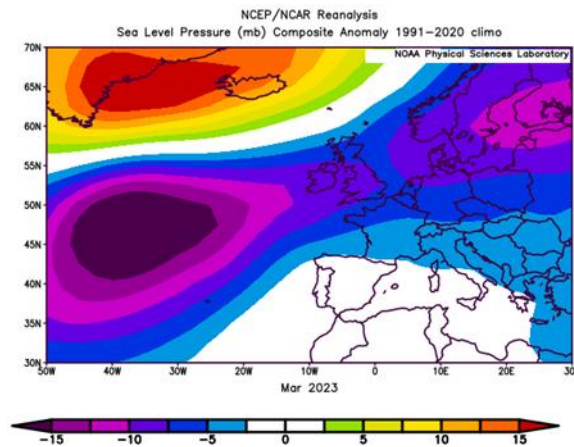 NCEP/NCAR Reanalysis
Sea Level Pressure (mb) Composite Anomaly 1991-2020 climo
NOAA Physical Sciences Laboratory
70N
65N
60N
55N
50N
45N
40N
35N
30N
50W 40W 30W 20W 10W 0 10E 20E 30E
Mar 2023
-15 -10 -5 0 5 10 15